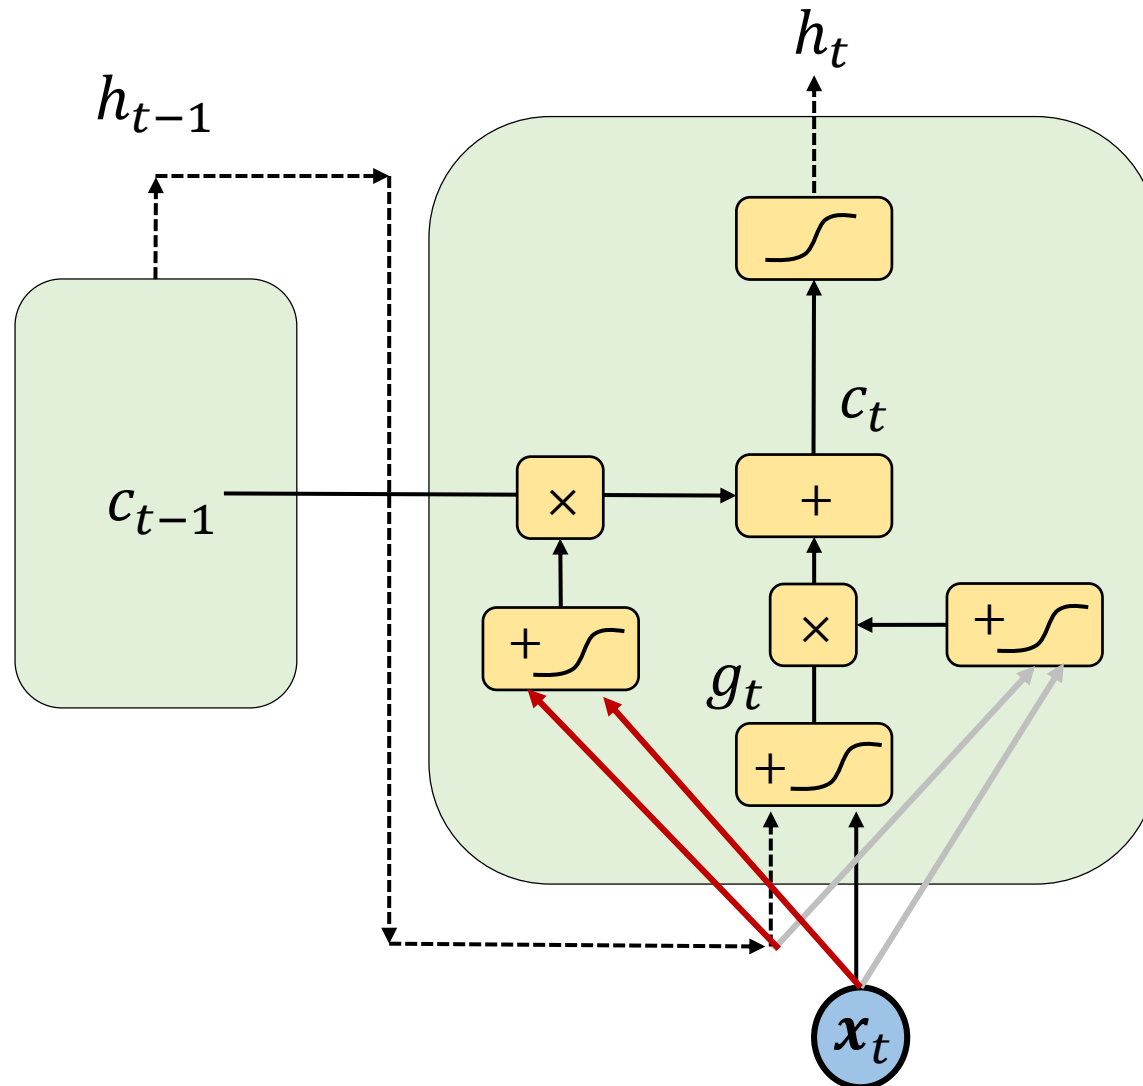 h_t
h_{t-1}
c_t
c_{t-1}
×
+
+
×
+
g_t
+
x_t